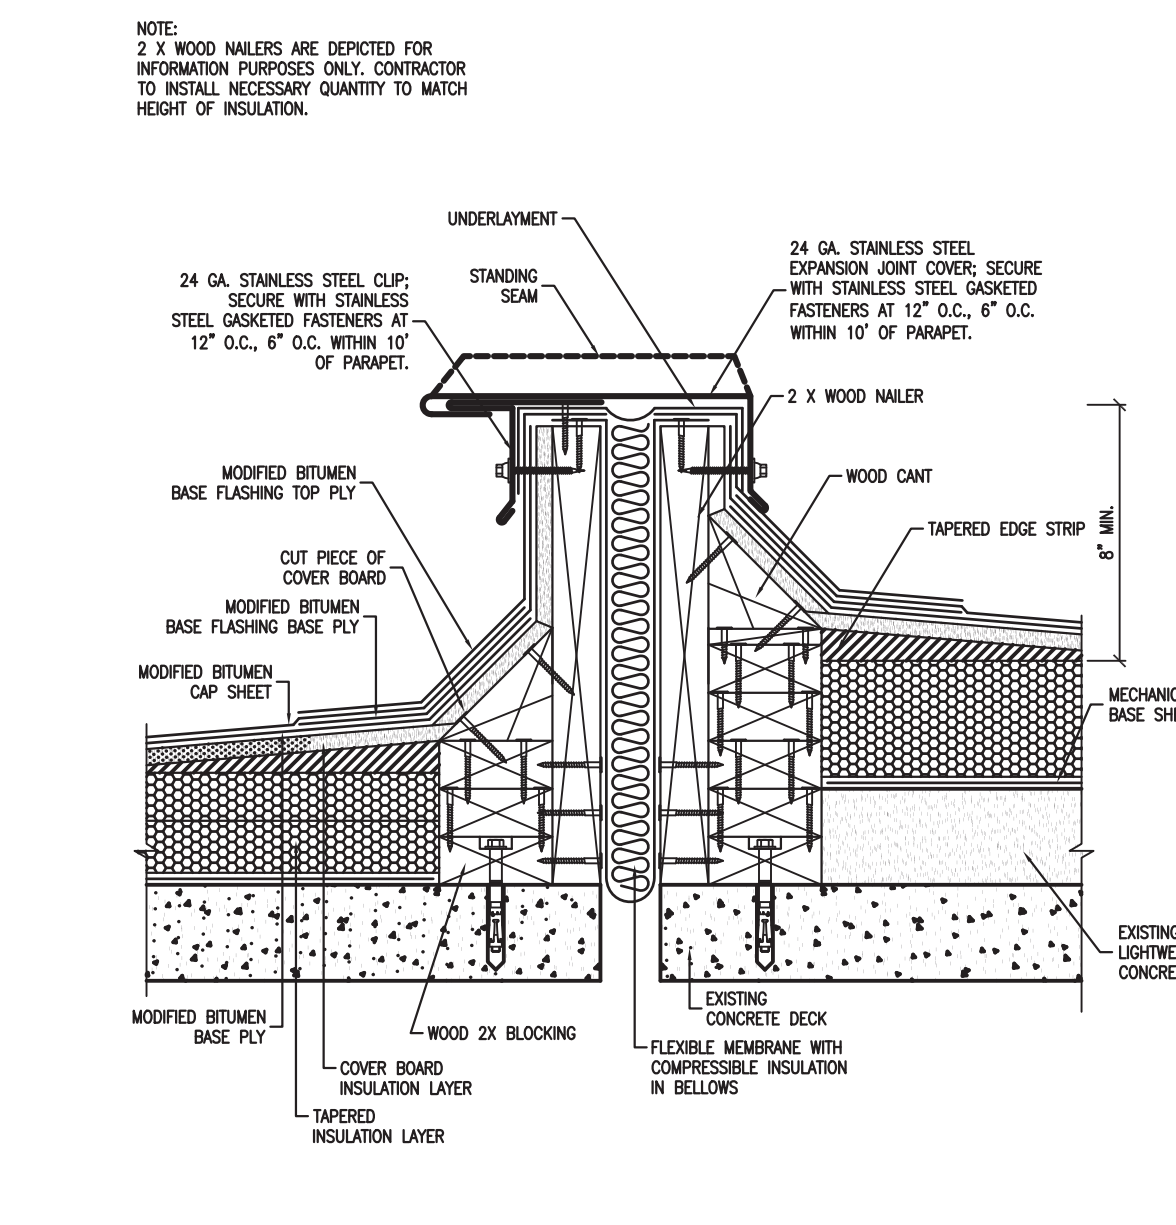 NOTE:
2 X WOOD NAILERS ARE DEPICTED FOR
INFORMATION PURPOSES ONLY. CONTRACTOR
TO INSTALL NECESSARY QUANTITY TO MATCH
HEIGHT OF INSULATION.
UNDERLAYMENT
STANDING
SEAM
24 GA. STAINLESS STEEL CLIP;
SECURE WITH STAINLESS
STEEL GASKETED FASTENERS AT
12" O.C., 6" O.C. WITHIN 10'
OF PARAPET.
24 GA. STAINLESS STEEL
EXPANSION JOINT COVER; SECURE
WITH STAINLESS STEEL GASKETED
FASTENERS AT 12" O.C., 6" O.C.
WITHIN 10' OF PARAPET.
2 X WOOD NAILER
WOOD CANT
TAPERED EDGE STRIP
8" MIN.
MODIFIED BITUMEN
BASE FLASHING TOP PLY
CUT PIECE OF
COVER BOARD
MODIFIED BITUMEN
BASE FLASHING BASE PLY
MODIFIED BITUMEN
CAP SHEET
BASE
EXISTING
MODIFIED BITUMEN
BASE PLY
WOOD 2X BLOCKING
COVER BOARD
INSULATION LAYER
TAPERED
INSULATION LAYER
EXISTING
CONCRETE DECK
FLEXIBLE MEMBRANE WITH
COMPRESSIBLE INSULATION
IN BELLOWS